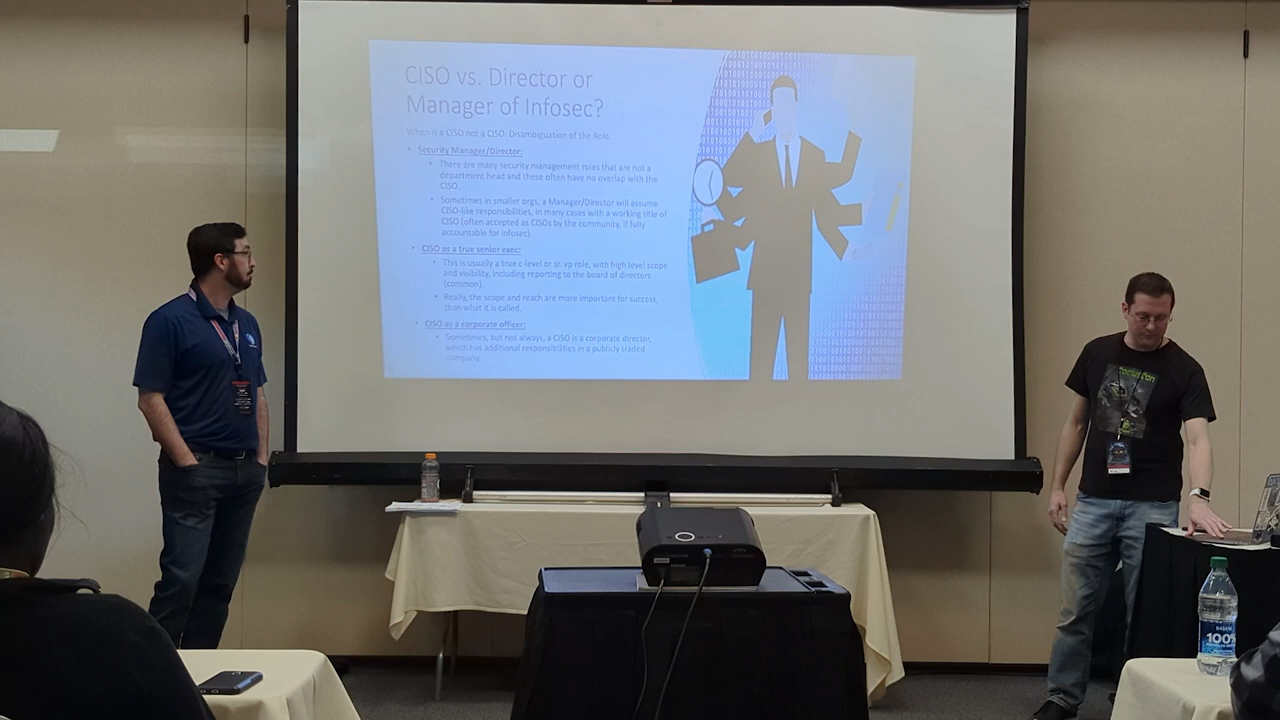 CISO vs. Director or
Manager of Infosec?
When is a CISO not a CISO: Disambiguation of the Role.
• Security Manager/Director:
• There are many security management roles that are not a
department head and these often have no overlap with the
CISO.
• Sometimes in smaller orgs, a Manager/Director will assume
CISO-like responsibilities, in many cases with a working title of
CISO (often accepted as CISOs by the community, if fully
accountable for infosec).
• CISO as a true senior exec:
• This is usually a true c-level or sr. vp role, with high level scope
and visibility, including reporting to the board of directors
(common).
• Really, the scope and reach are more important for success,
than what it is called.
• CISO as a corporate officer:
• Sometimes, but not always, a CISO is a corporate director,
which has additional responsibilities in a publicly traded
company.
100%